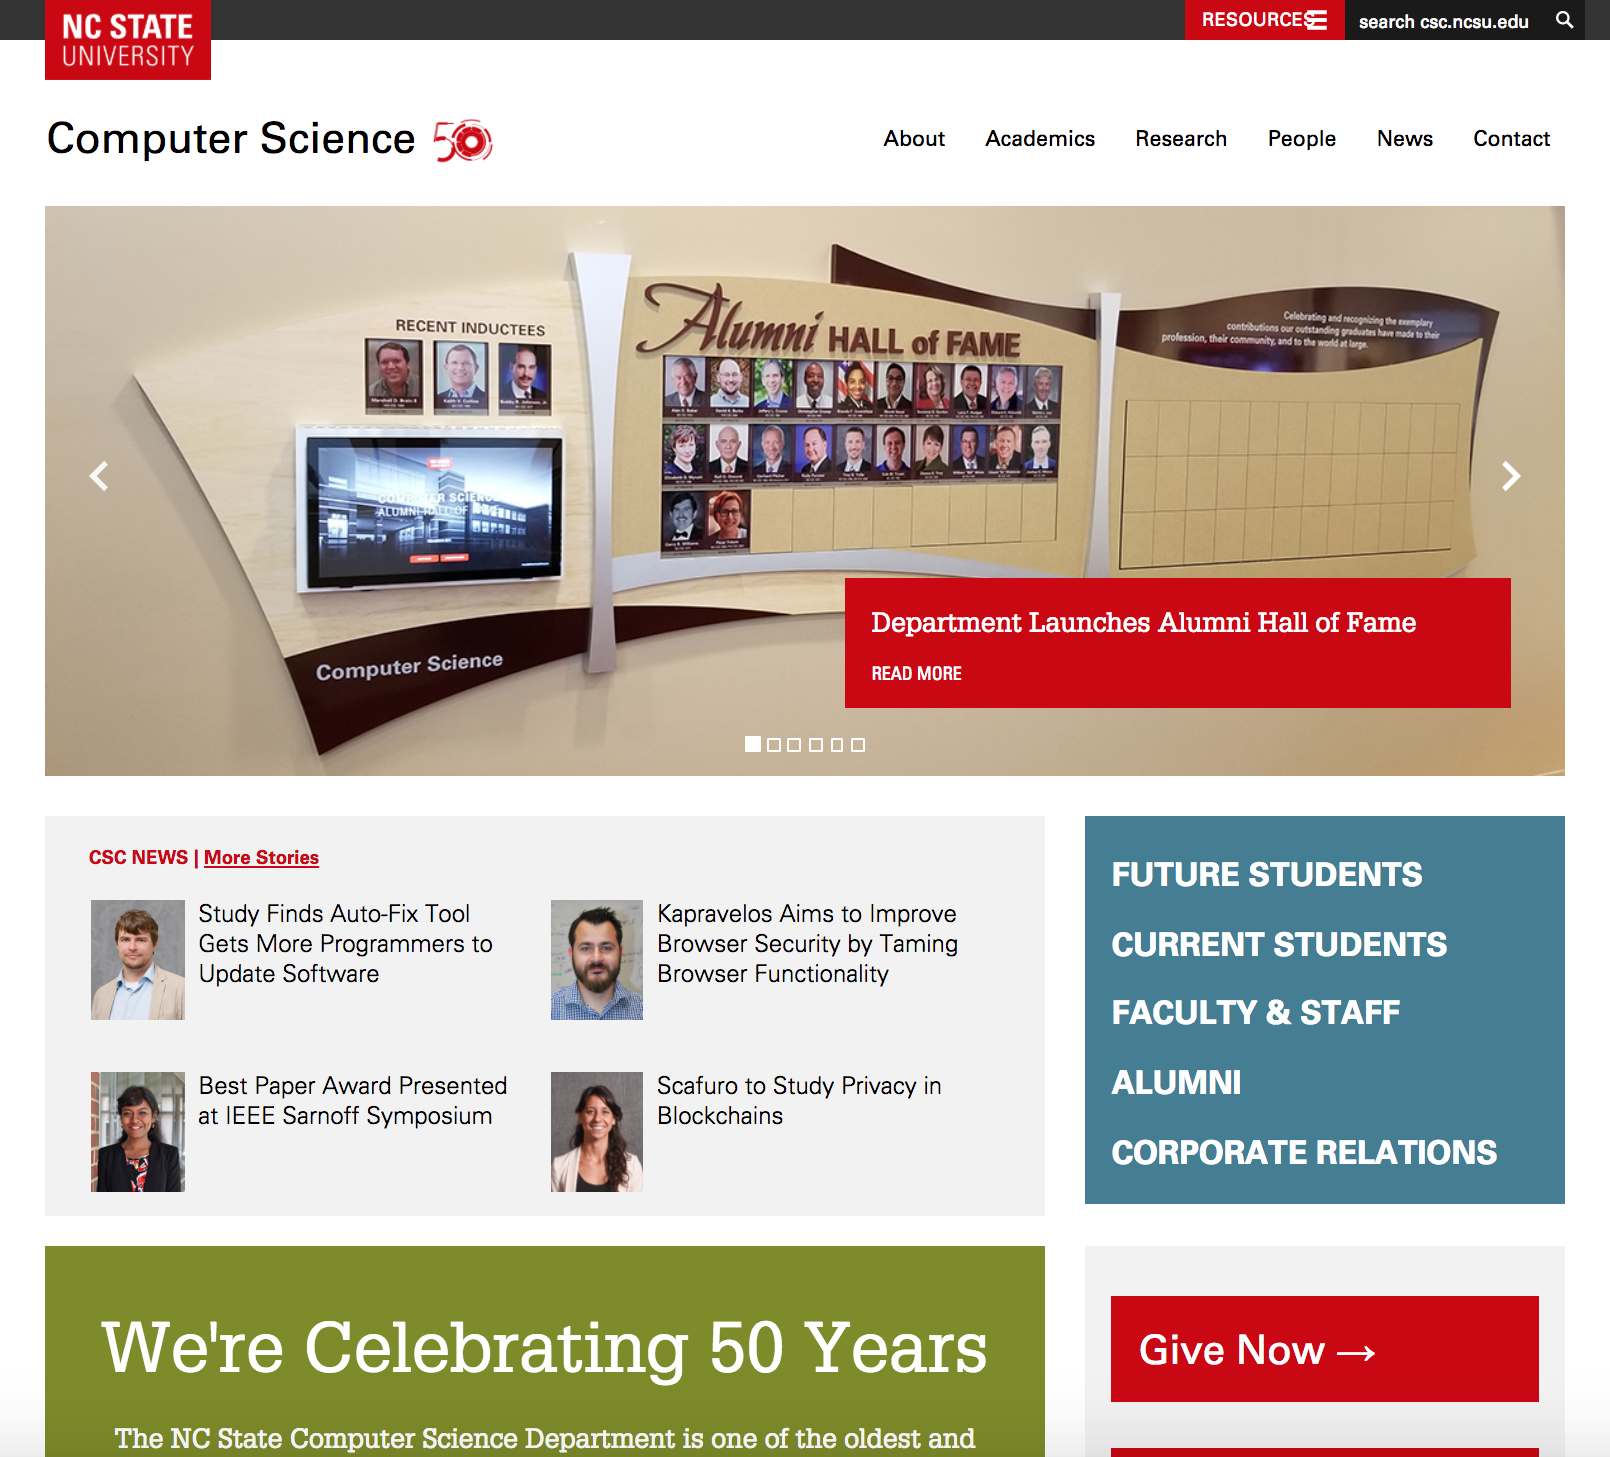 NC STATE
UNIVERSITY
RESOURCES
search csc.ncsu.edu
Computer Science 50
About
Academics
Research
People
News
Contact
RECENT INDUCTEES
Alumni HALL of FAME
Celebrating and recognizing the exemplary
contributions our outstanding graduates have made to their
profession, their community, and to the world at large.
COMPUTER SCIENCE
ALUMNI HALL OF FAME
Computer Science
Department Launches Alumni Hall of Fame
READ MORE
CSC NEWS | More Stories
Study Finds Auto-Fix Tool
Gets More Programmers to
Update Software
Kapravelos Aims to Improve
Browser Security by Taming
Browser Functionality
Best Paper Award Presented
at IEEE Sarnoff Symposium
Scafuro to Study Privacy in
Blockchains
FUTURE STUDENTS
CURRENT STUDENTS
FACULTY & STAFF
ALUMNI
CORPORATE RELATIONS
We're Celebrating 50 Years
The NC State Computer Science Department is one of the oldest and
Give Now →